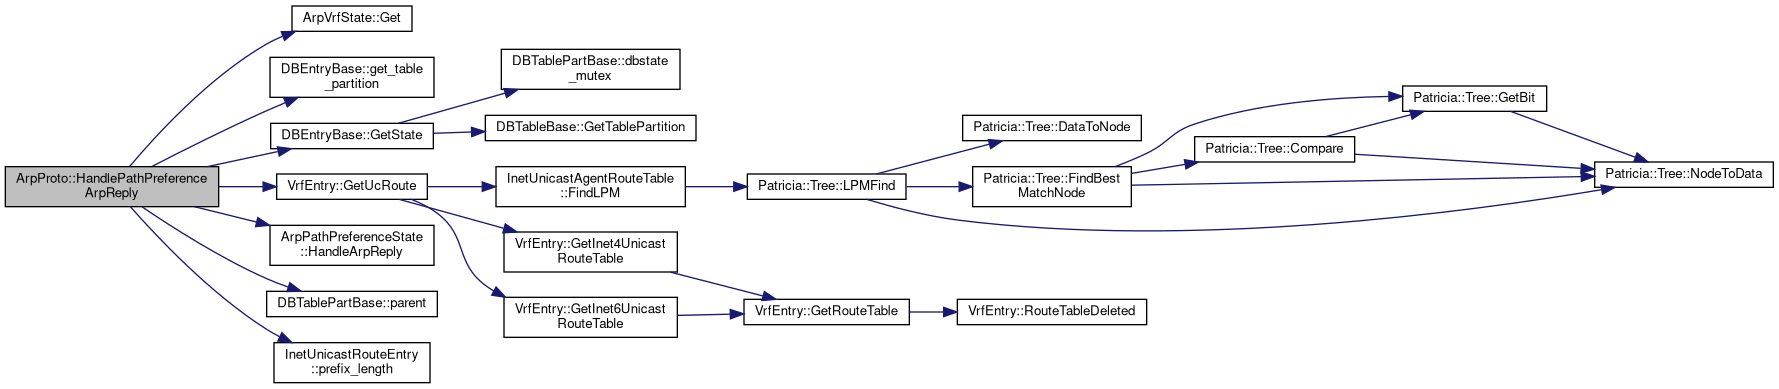 ArpProto::HandlePathPreference
ArpReply
ArpVrfState::Get
DBEntryBase::get_table
_partition
DBEntryBase::GetState
VrfEntry::GetUcRoute
ArpPathPreferenceState
::HandleArpReply
DBTablePartBase::parent
InetUnicastRouteEntry
::prefix_length
DBTablePartBase::dbstate
_mutex
DBTableBase::GetTablePartition
InetUnicastAgentRouteTable
::FindLPM
VrfEntry::GetInet4Unicast
RouteTable
VrfEntry::GetInet6Unicast
RouteTable
Patricia::Tree::LPMFind
VrfEntry::GetRouteTable
Patricia::Tree::DataToNode
Patricia::Tree::FindBest
MatchNode
VrfEntry::RouteTableDeleted
Patricia::Tree::Compare
Patricia::Tree::GetBit
Patricia::Tree::NodeToData